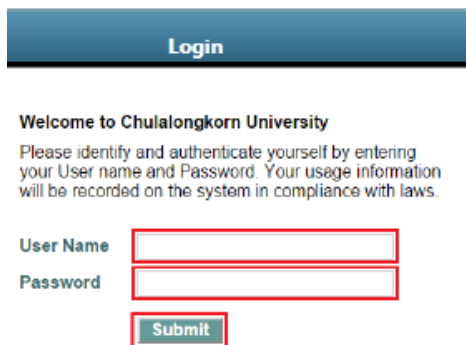 Login
Welcome to Chulalongkorn University
Please identify and authenticate yourself by entering
your User name and Password. Your usage information
will be recorded on the system in compliance with laws.
User Name
Password
Submit